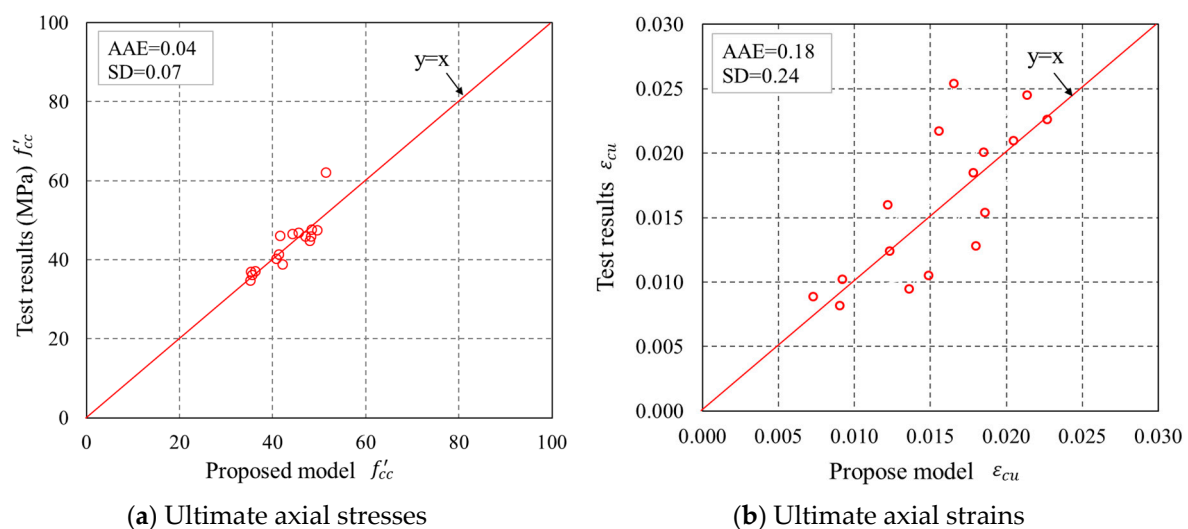 100
80
60
40
20
0
Test results (MPa) f′cc
AAE=0.04
SD=0.07
y=x
0 20 40 60 80 100
Proposed model f′cc
(a) Ultimate axial stresses
0.030
0.025
0.020
0.015
0.010
0.005
0.000
Test results εcu
AAE=0.18
SD=0.24
y=x
0.000 0.005 0.010 0.015 0.020 0.025 0.030
Propose model εcu
(b) Ultimate axial strains